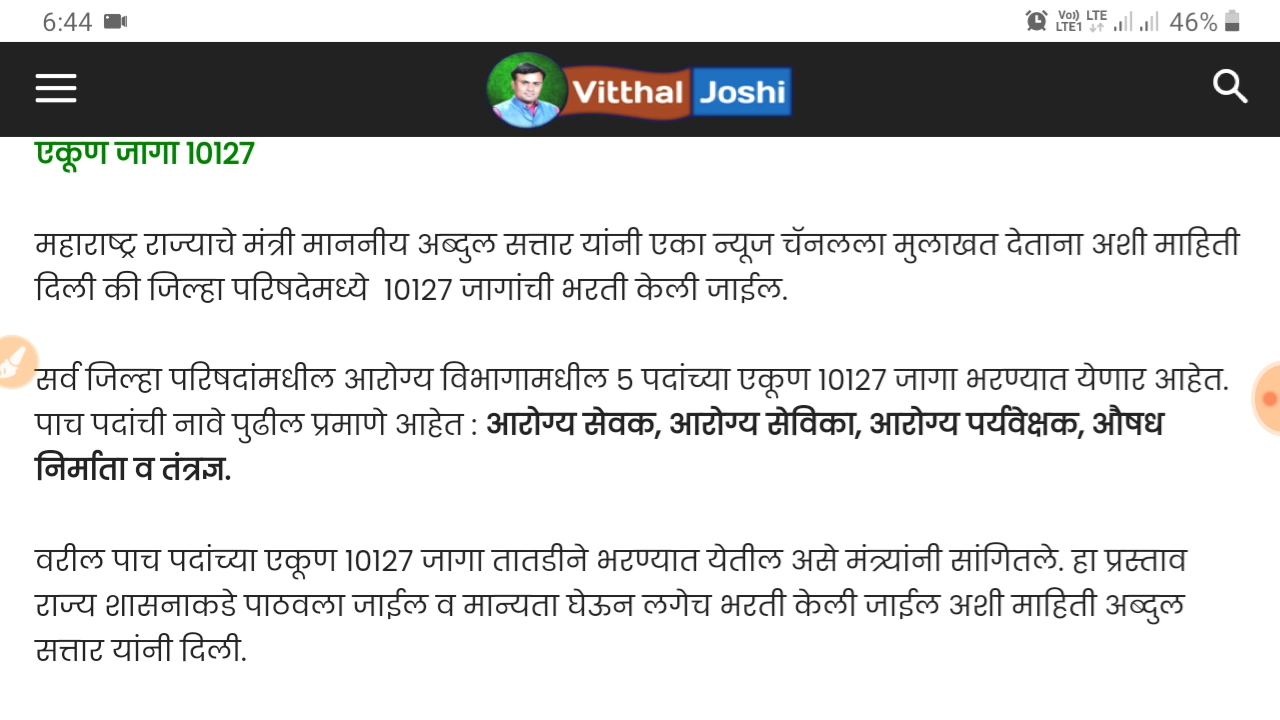 6:44
Vo) LTE
LTE1 46%
Vitthal Joshi
एकूण जागा 10127
महाराष्ट्र राज्याचे मंत्री माननीय अब्दुल सत्तार यांनी एका न्यूज चॅनलला मुलाखत देताना अशी माहिती
दिली की जिल्हा परिषदेमध्ये 10127 जागांची भरती केली जाईल.
सर्व जिल्हा परिषदांमधील आरोग्य विभागामधील 5 पदांच्या एकूण 10127 जागा भरण्यात येणार आहेत.
पाच पदांची नावे पुढील प्रमाणे आहेत : आरोग्य सेवक, आरोग्य सेविका, आरोग्य पर्यवेक्षक, औषध
निर्माता व तंत्रज्ञ.
वरील पाच पदांच्या एकूण 10127 जागा तातडीने भरण्यात येतील असे मंत्र्यांनी सांगितले. हा प्रस्ताव
राज्य शासनाकडे पाठवला जाईल व मान्यता घेऊन लगेच भरती केली जाईल अशी माहिती अब्दुल
सत्तार यांनी दिली.